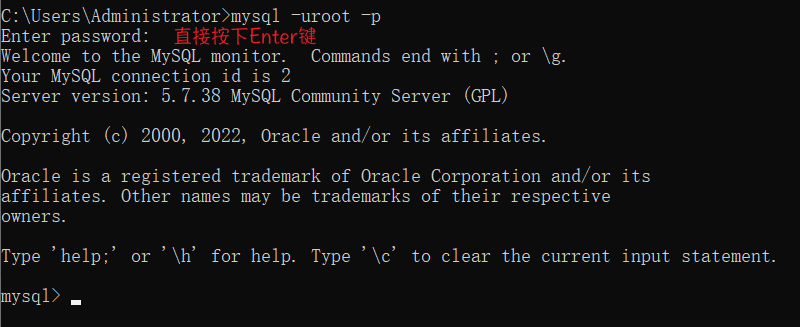 C:\Users\Administrator>mysql -uroot -p
Enter password: 直接按下Enter键
Welcome to the MySQL monitor.  Commands end with ; or \g.
Your MySQL connection id is 2
Server version: 5.7.38 MySQL Community Server (GPL)
Copyright (c) 2000, 2022, Oracle and/or its affiliates.
Oracle is a registered trademark of Oracle Corporation and/or its
affiliates. Other names may be trademarks of their respective
owners.
Type 'help;' or '\h' for help. Type '\c' to clear the current input statement.
mysql>